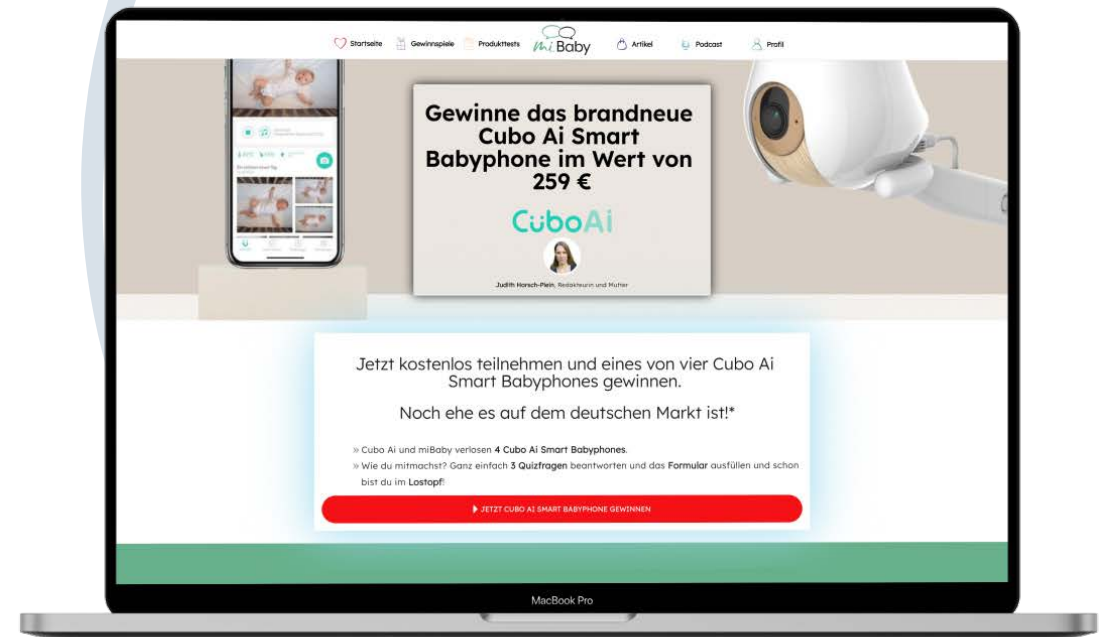 Startseite
Gewinnspiele
Produkttests
mi Baby
Artikel
Podcast
Profil
Gewinne das brandneue
Cubo Ai Smart
Babyphone im Wert von
259 €
CuboAi
Judith Horsch-Plein, Redakteurin und Mutter
Jetzt kostenlos teilnehmen und eines von vier Cubo Ai
Smart Babyphones gewinnen.
Noch ehe es auf dem deutschen Markt ist!*
» Cubo Ai und miBaby verlosen 4 Cubo Ai Smart Babyphones.
» Wie du mitmachst? Ganz einfach 3 Quizfragen beantworten und das Formular ausfüllen und schon
bist du im Lostopf!
JETZT CUBO AI SMART BABYPHONE GEWINNEN
MacBook Pro